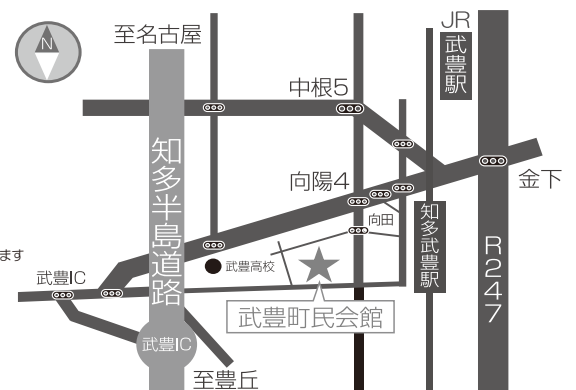 N
至名古屋
JR
武豊駅
中根5
知多半島道路
向陽4
金下
向田
知多武豊駅
R247
ます
武豊高校
武豊IC
武豊町民会館
武豊IC
至豊丘